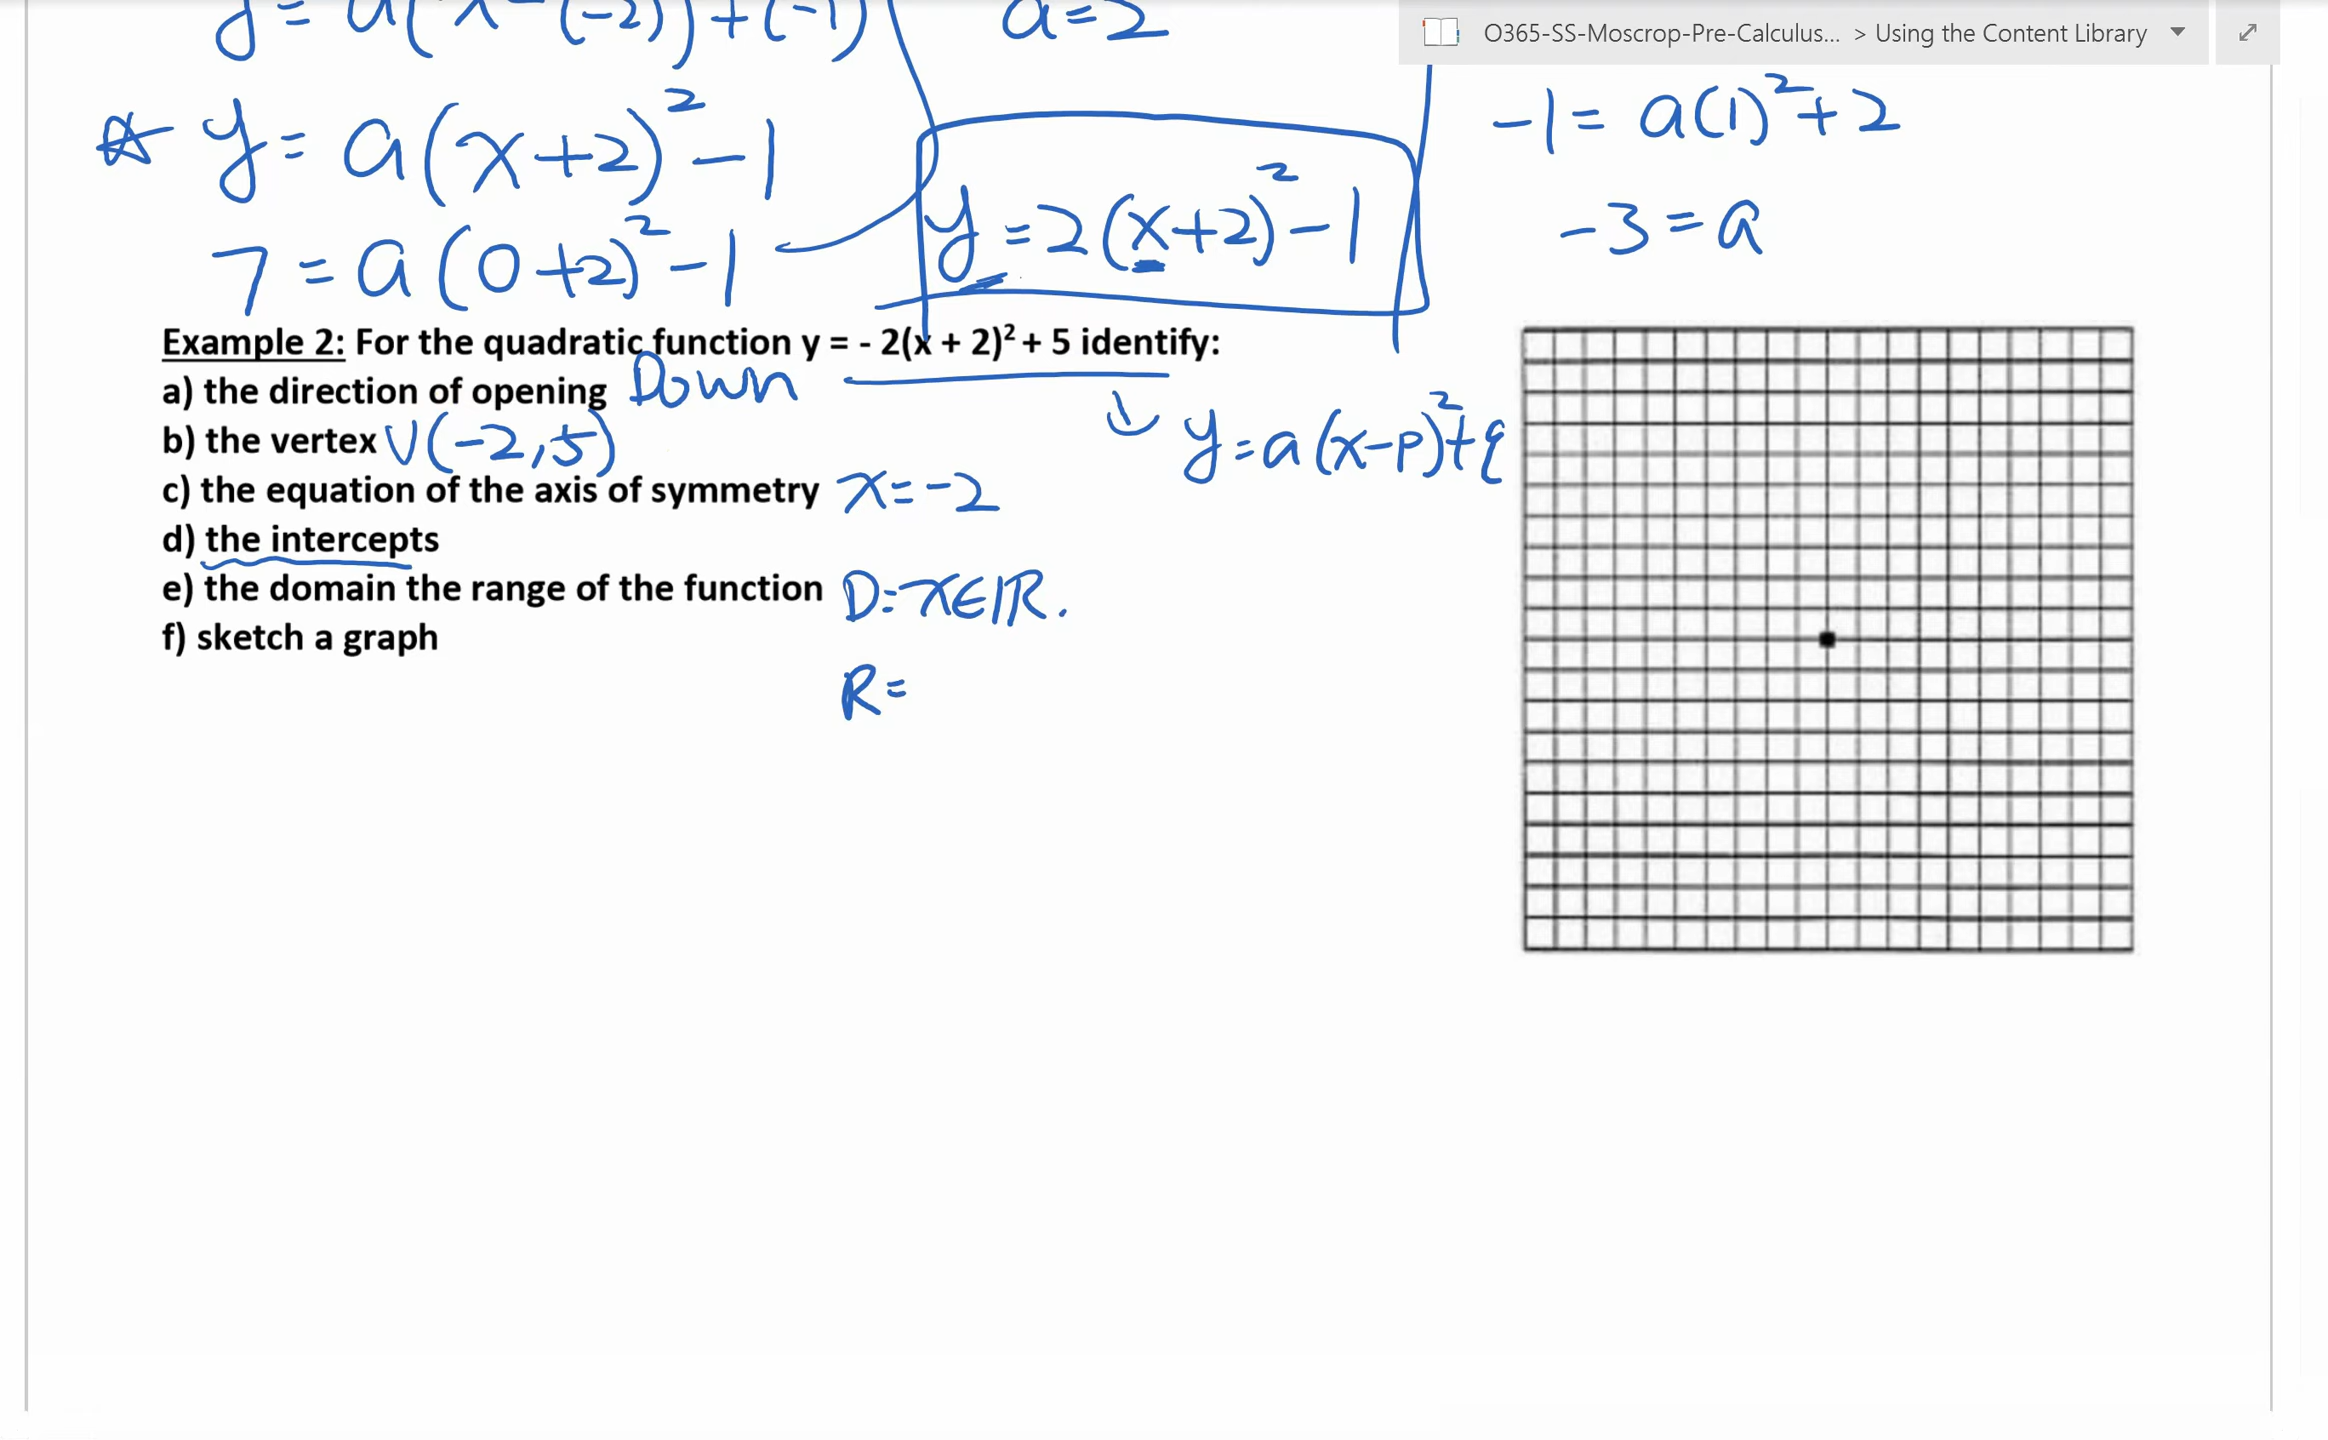 y = a(x - (-2)) + (-1)
a = 2
O365-SS-Moscrop-Pre-Calculus... > Using the Content Library
y = a(x+2)² - 1
7 = a(0+2)² - 1
y = 2(x+2)² - 1
-1 = a(1)² + 2
-3 = a
Example 2: For the quadratic function y = - 2(x + 2)² + 5 identify:
a) the direction of opening Down
b) the vertex V(-2,5)
y = a(x-p)² + q
c) the equation of the axis of symmetry x = -2
d) the intercepts
e) the domain the range of the function D: x∈ℝ.
f) sketch a graph
R =